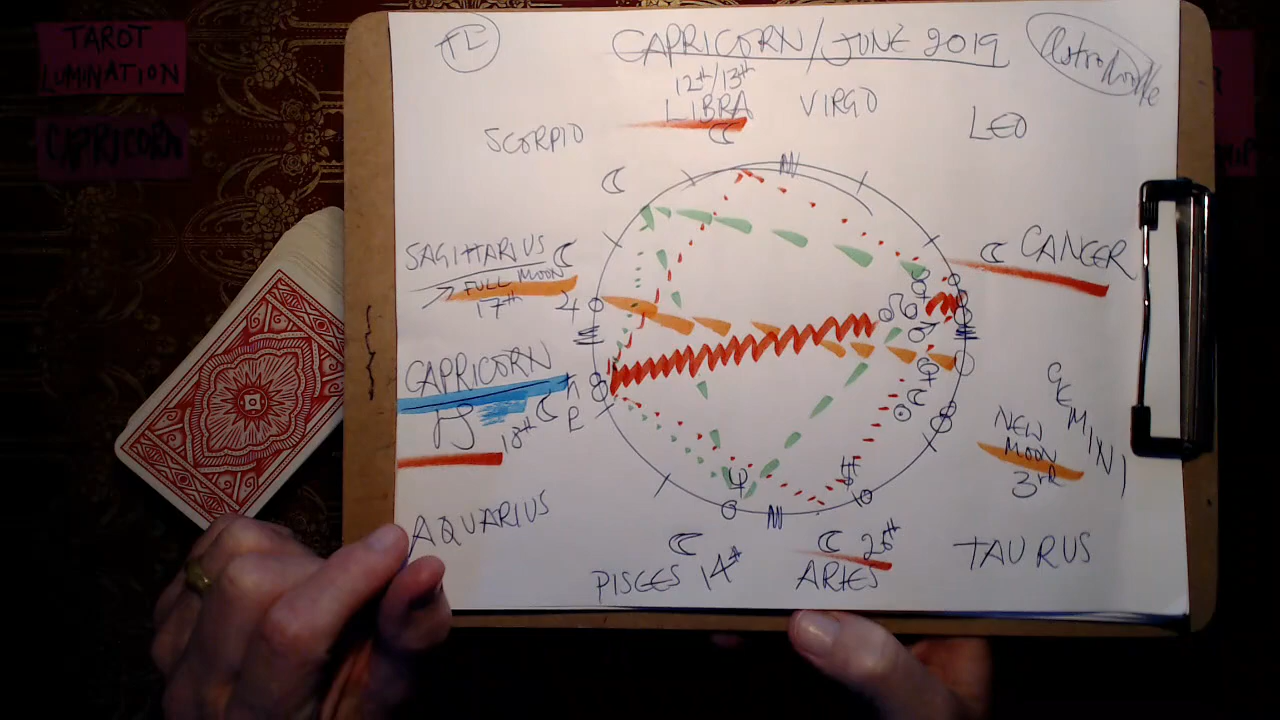 TAROT
LUMINATION
CAPRICORN
TL
CAPRICORN/JUNE 2019
AstroDoodle
12th/13th
LIBRA
VIRGO
LEO
SCORPIO
SAGITTARIUS
FULL MOON
17th
CANCER
CAPRICORN
18th
GEMINI
NEW
MOON
3rd
AQUARIUS
PISCES 14th
25th
ARIES
TAURUS